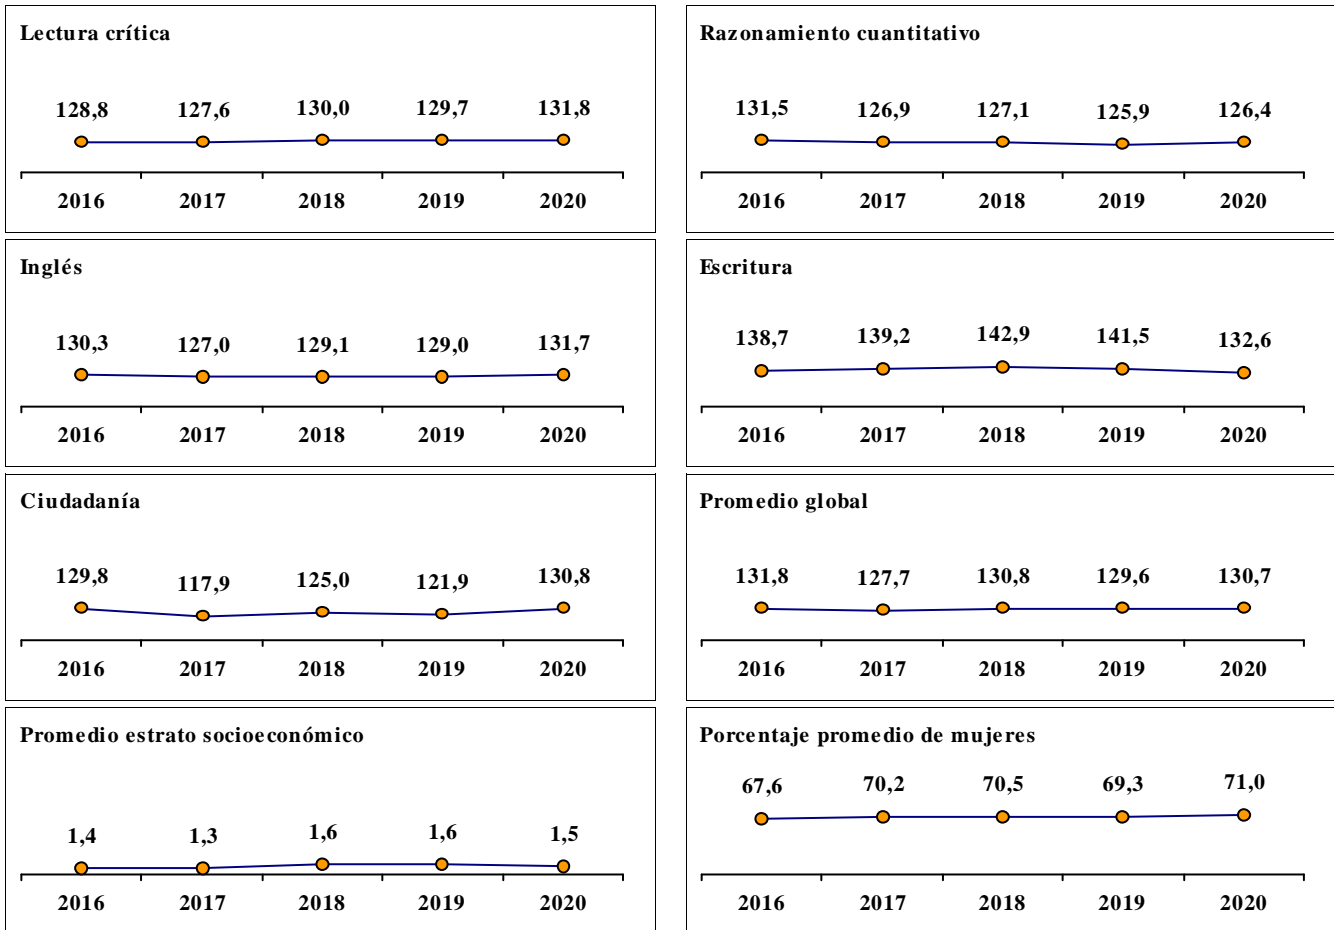 Lectura crítica
128,8 127,6 130,0 129,7 131,8
2016 2017 2018 2019 2020
Razonamiento cuantitativo
131,5 126,9 127,1 125,9 126,4
2016 2017 2018 2019 2020
Inglés
130,3 127,0 129,1 129,0 131,7
2016 2017 2018 2019 2020
Escritura
138,7 139,2 142,9 141,5 132,6
2016 2017 2018 2019 2020
Ciudadanía
129,8 117,9 125,0 121,9 130,8
2016 2017 2018 2019 2020
Promedio global
131,8 127,7 130,8 129,6 130,7
2016 2017 2018 2019 2020
Promedio estrato socioeconómico
1,4 1,3 1,6 1,6 1,5
2016 2017 2018 2019 2020
Porcentaje promedio de mujeres
67,6 70,2 70,5 69,3 71,0
2016 2017 2018 2019 2020